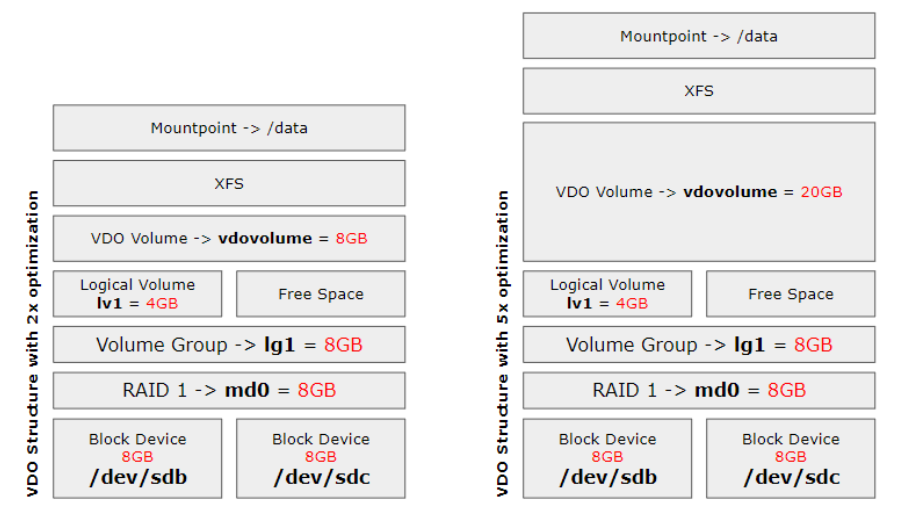 VDO Structure with 2x optimization
Mountpoint -> /data
XFS
VDO Volume -> vdovolume = 8GB
Logical Volume
lv1 = 4GB
Free Space
Volume Group -> lg1 = 8GB
RAID 1 -> md0 = 8GB
Block Device
8GB
/dev/sdb
Block Device
8GB
/dev/sdc
VDO Structure with 5x optimization
Mountpoint -> /data
XFS
VDO Volume -> vdovolume = 20GB
Logical Volume
lv1 = 4GB
Free Space
Volume Group -> lg1 = 8GB
RAID 1 -> md0 = 8GB
Block Device
8GB
/dev/sdb
Block Device
8GB
/dev/sdc